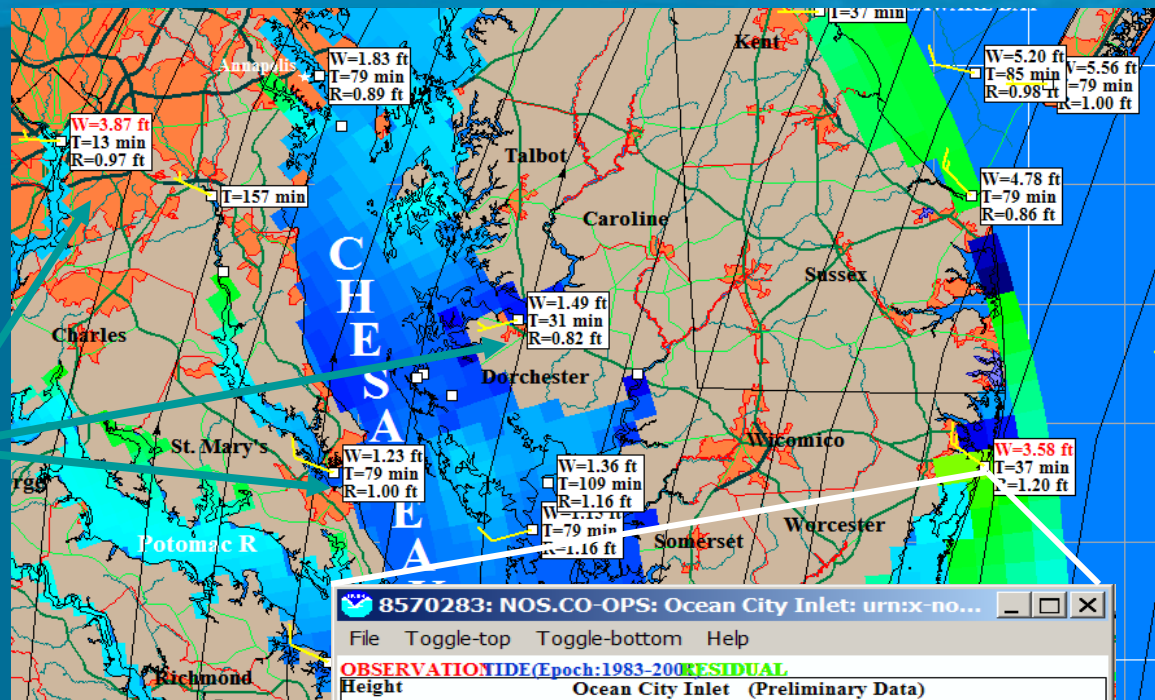 T=37 min
Kent
W=5.20 ft
T=85 min
R=0.98 ft
W=5.56 ft
T=79 min
R=1.00 ft
Annapolis
W=1.83 ft
T=79 min
R=0.89 ft
W=3.87 ft
T=13 min
R=0.97 ft
Talbot
W=4.78 ft
T=79 min
R=0.86 ft
T=157 min
Caroline
C
H
E
S
A
E
A
Sussex
W=1.49 ft
T=31 min
R=0.82 ft
Charles
Dorchester
St. Mary's
W=1.23 ft
T=79 min
R=1.00 ft
W=1.36 ft
T=109 min
R=1.16 ft
T=79 min
R=1.16 ft
Wicomico
W=3.58 ft
T=37 min
R=1.20 ft
Worcester
Somerset
Potomac R
Richmond
8570283: NOS.CO-OPS: Ocean City Inlet: urn:x-no...
File Toggle-top Toggle-bottom Help
OBSERVATION TIDE(Epoch:1983-200 RESIDUAL
Height Ocean City Inlet (Preliminary Data)